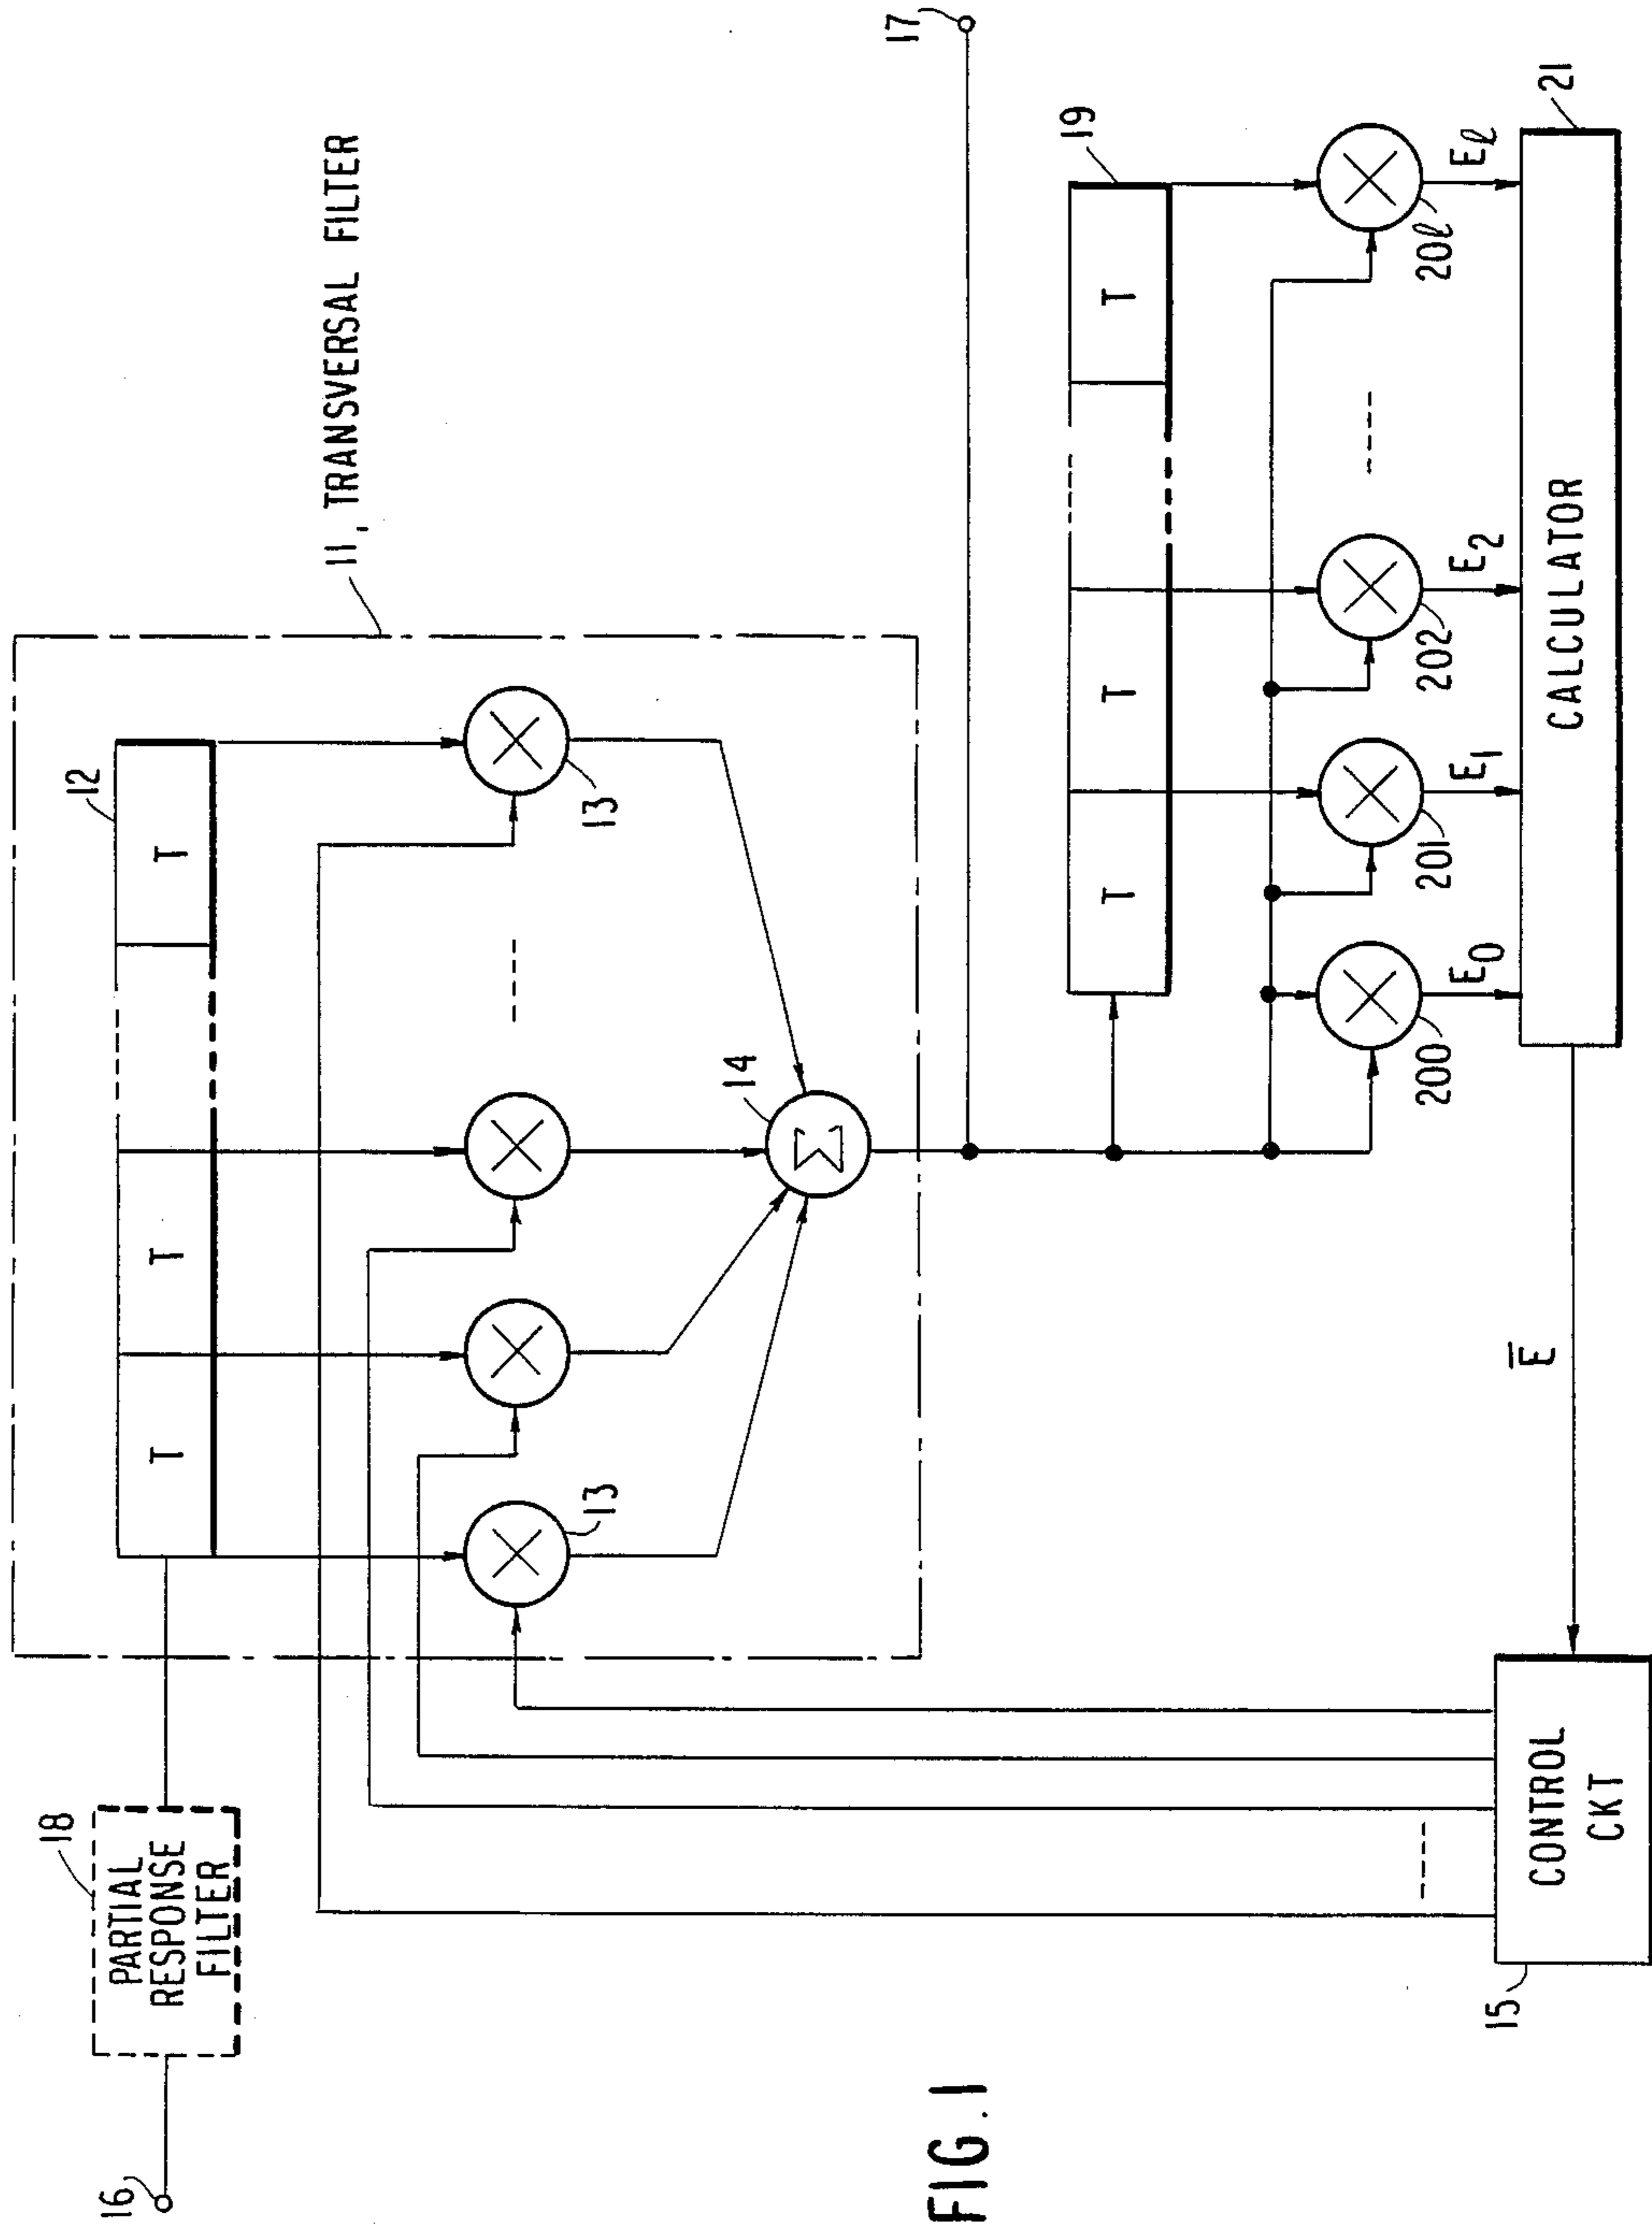 11, TRANSVERSAL FILTER
12
T
T
T
13
13
14
16
18
PARTIAL
RESPONSE
FILTER
17
19
T
T
T
200
201
202
20ℓ
E0
E1
E2
Eℓ
21
CALCULATOR
E̅
15
CONTROL
CKT
FIG.1